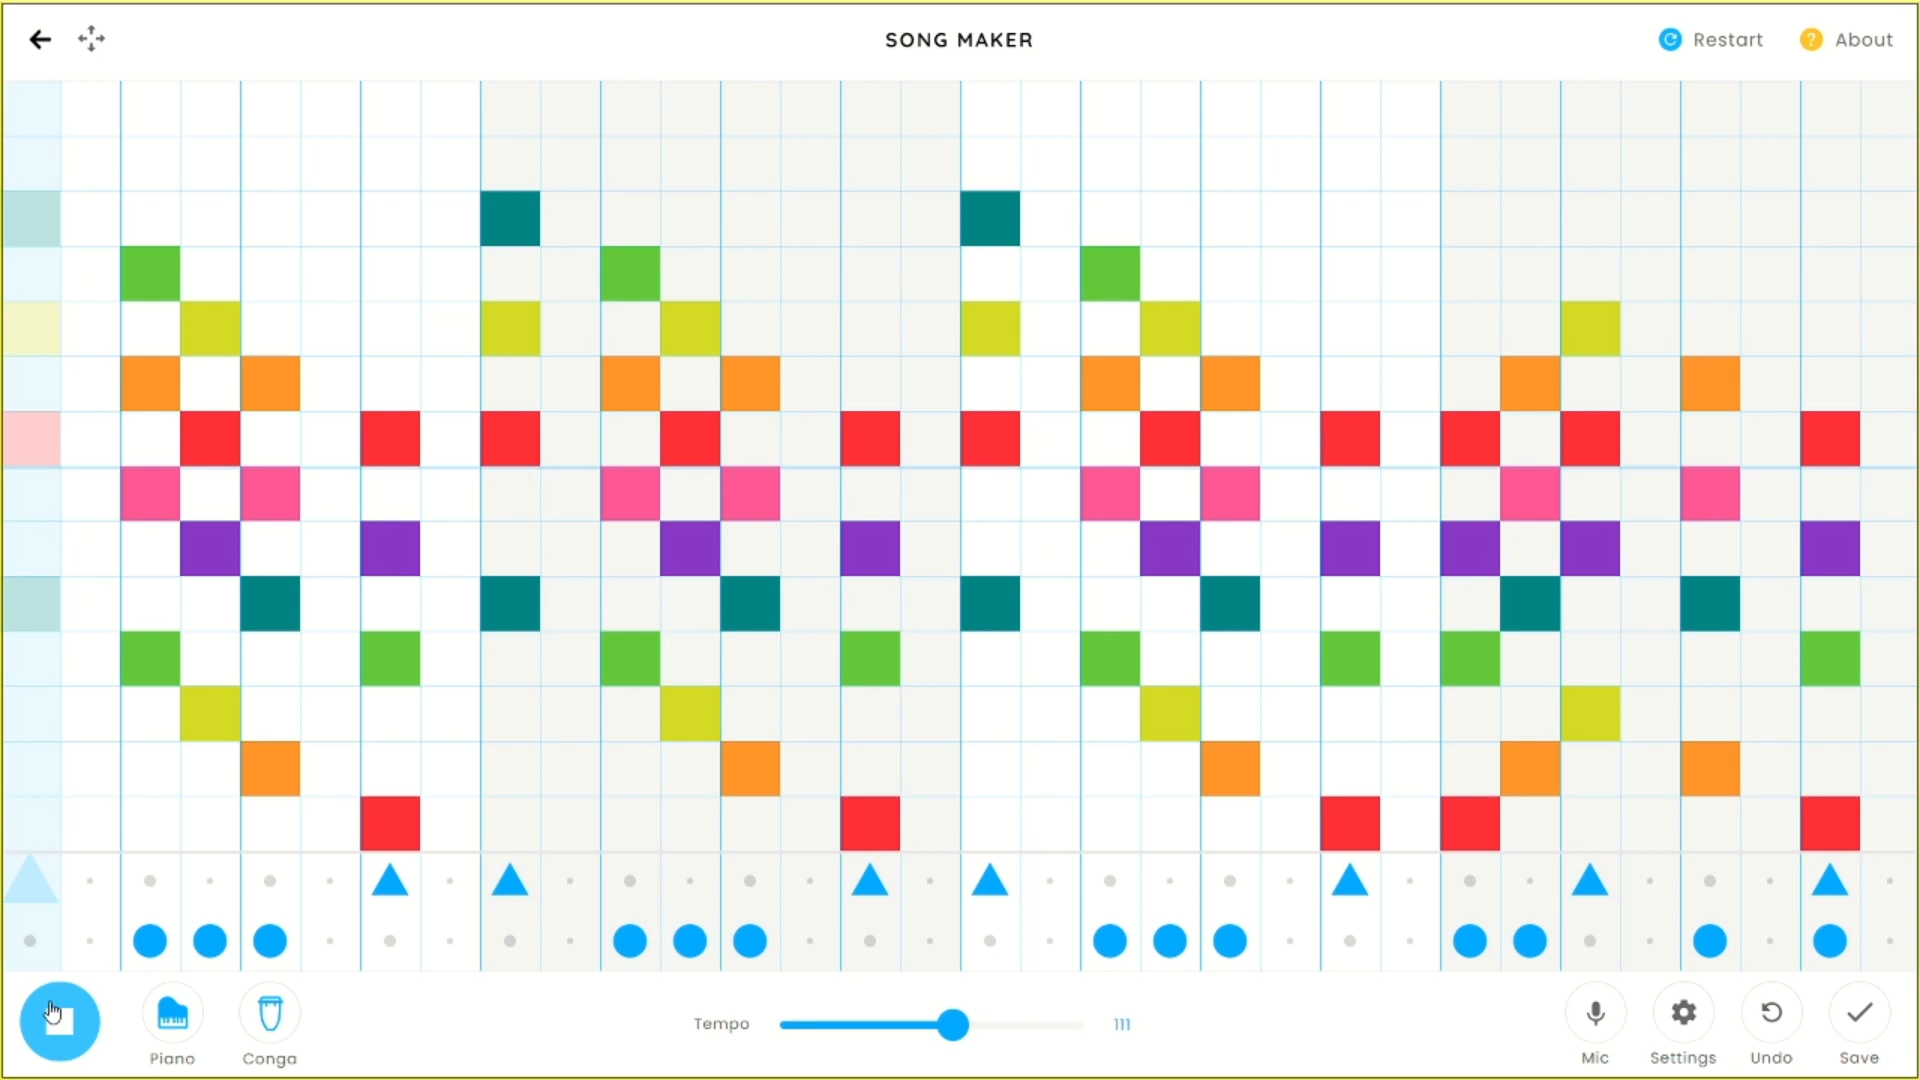 SONG MAKER
Restart
? About
Tempo
111
Piano
Conga
Mic
Settings
Undo
Save